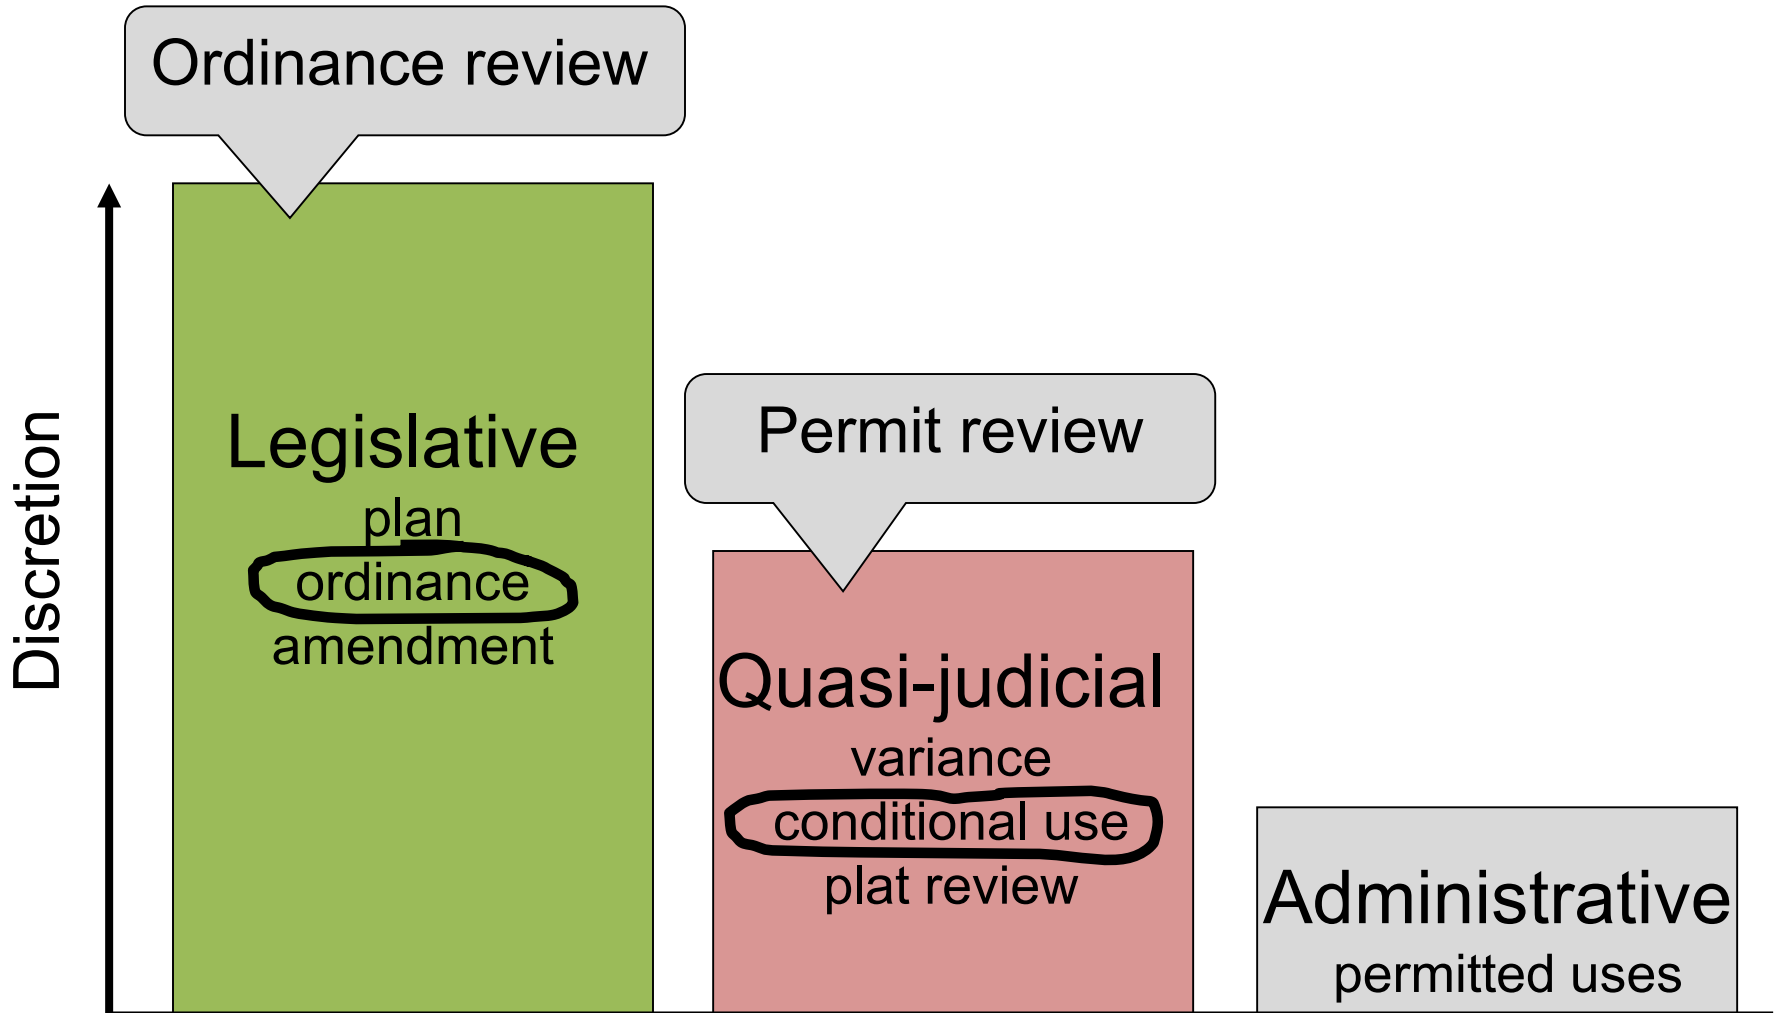 Ordinance review
Discretion
Legislative
plan
ordinance
amendment
Permit review
Quasi-judicial
variance
conditional use
plat review
Administrative
permitted uses